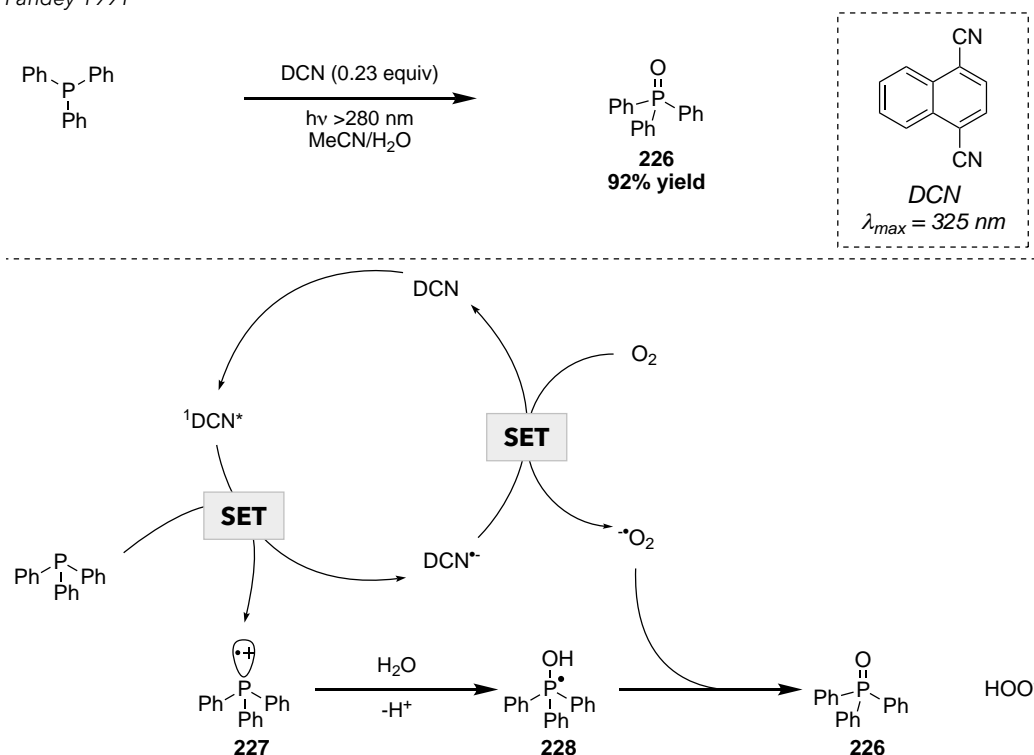 Pandey 1991
Ph Ph
P
Ph
DCN (0.23 equiv)
hν >280 nm
MeCN/H₂O
O
Ph P Ph
Ph
226
92% yield
CN
CN
DCN
λmax = 325 nm
DCN
O₂
¹DCN*
SET
SET
⁻•O₂
DCN•⁻
P
Ph Ph
Ph
•+
P
Ph Ph
Ph
227
H₂O
-H⁺
OH
P•
Ph Ph
Ph
228
O
P
Ph Ph
Ph
226
HOO